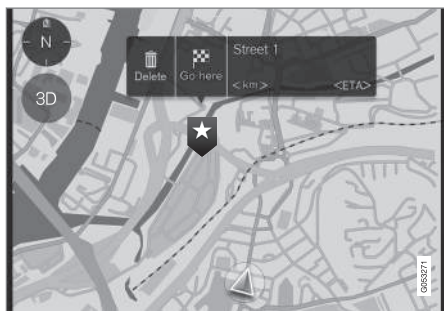 N
3D
Delete
Go here
Street 1
<km>
<ETA>
G053271